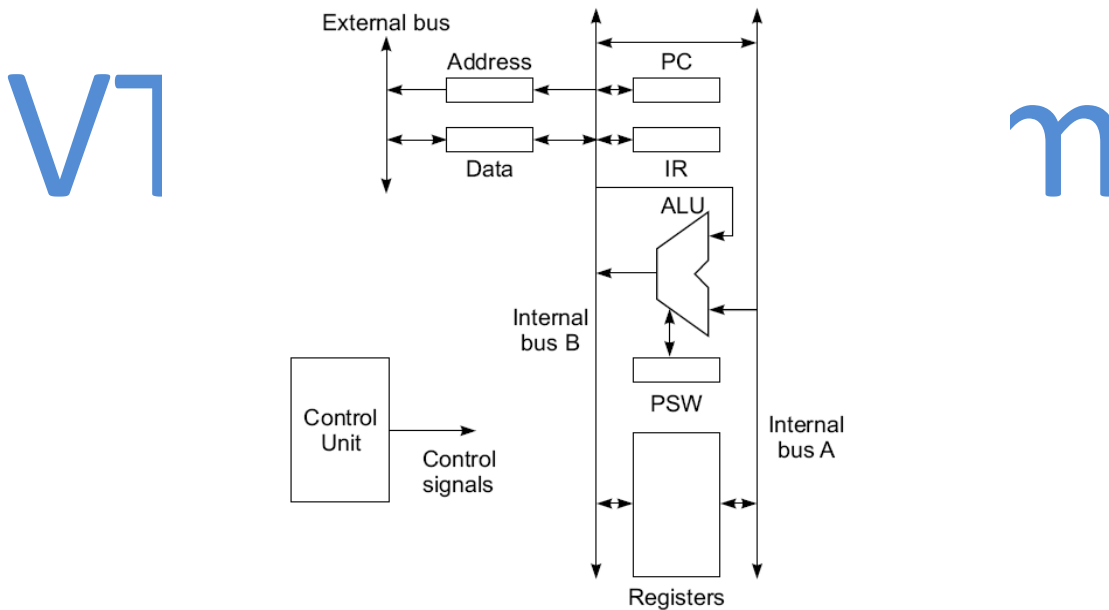 External bus
Address
PC
Data
IR
ALU
Internal
bus B
PSW
Control
Unit
Control
signals
Internal
bus A
Registers